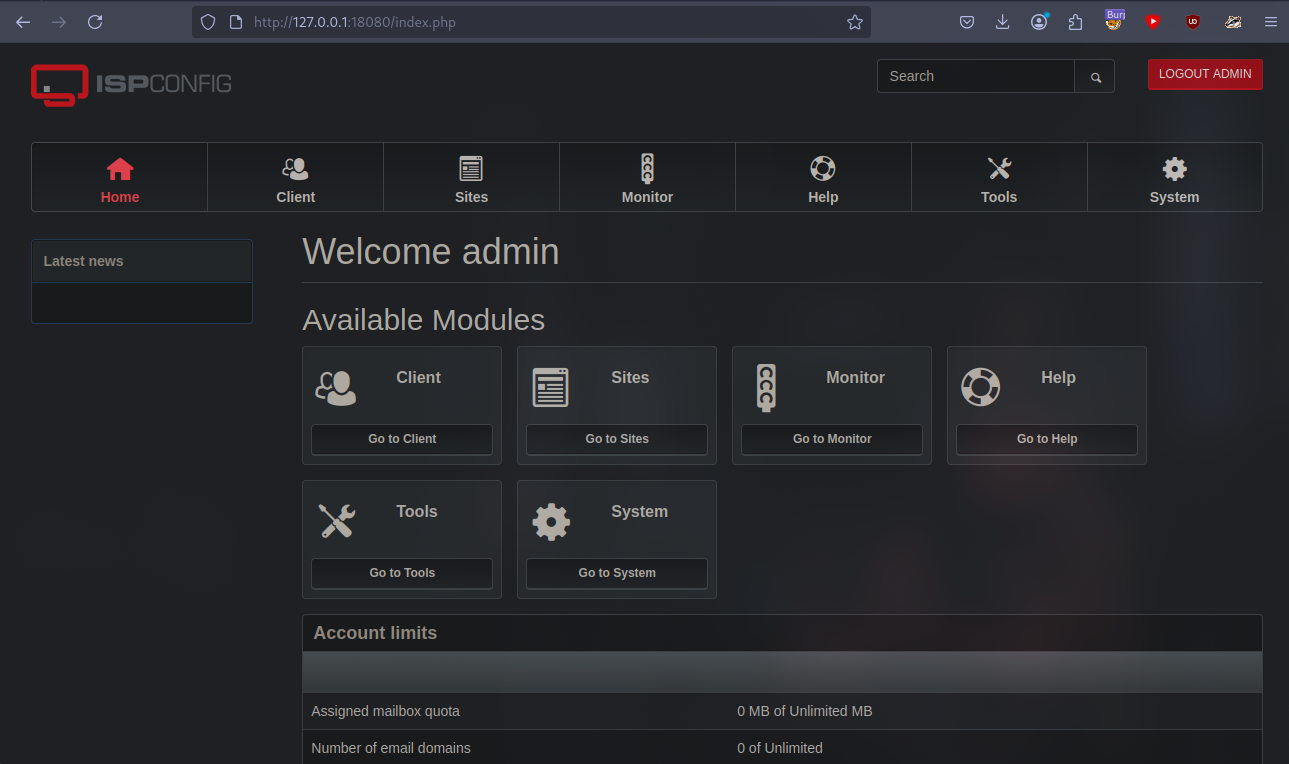 http://127.0.0.1:18080/index.php
Burp
UD
ISPCONFIG
Search
LOGOUT ADMIN
Home
Client
Sites
Monitor
Help
Tools
System
Latest news
Welcome admin
Available Modules
Client
Sites
Monitor
Help
Go to Client
Go to Sites
Go to Monitor
Go to Help
Tools
System
Go to Tools
Go to System
Account limits
Assigned mailbox quota 0 MB of Unlimited MB
Number of email domains 0 of Unlimited